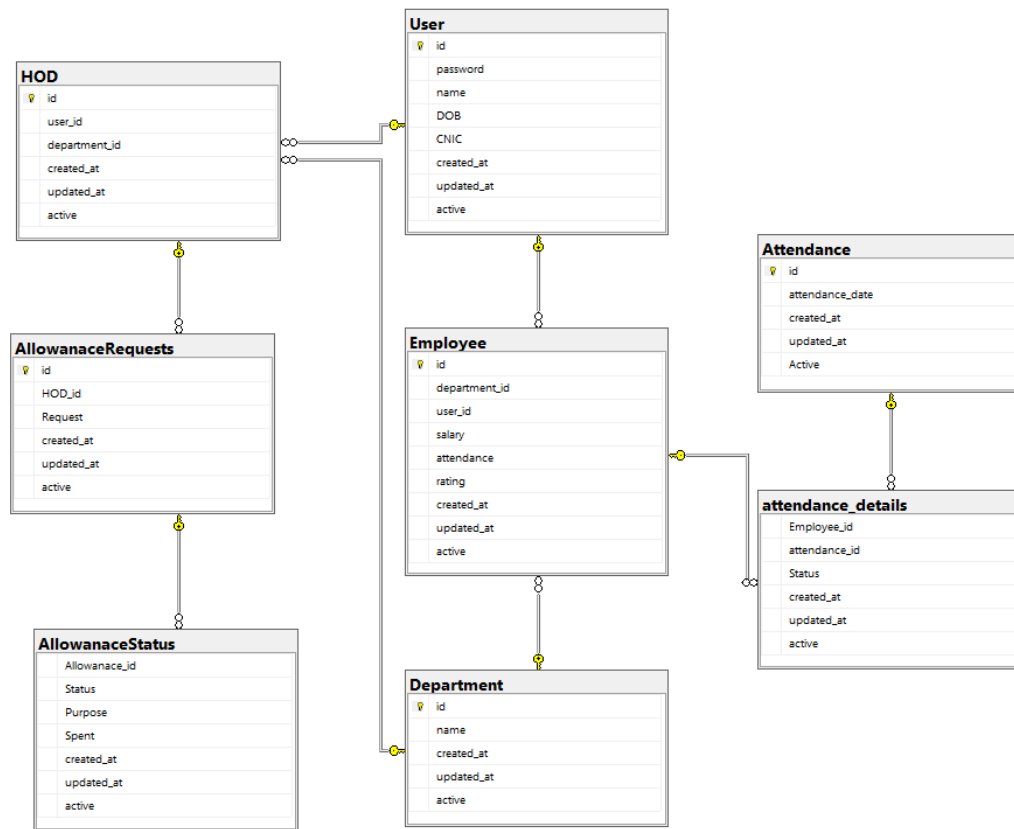 User
id
password
name
DOB
CNIC
created_at
updated_at
active
HOD
id
user_id
department_id
created_at
updated_at
active
Attendance
id
attendance_date
created_at
updated_at
Active
AllowanaceRequests
id
HOD_id
Request
created_at
updated_at
active
Employee
id
department_id
user_id
salary
attendance
rating
created_at
updated_at
active
attendance_details
Employee_id
attendance_id
Status
created_at
updated_at
active
AllowanaceStatus
Allowanace_id
Status
Purpose
Spent
created_at
updated_at
active
Department
id
name
created_at
updated_at
active